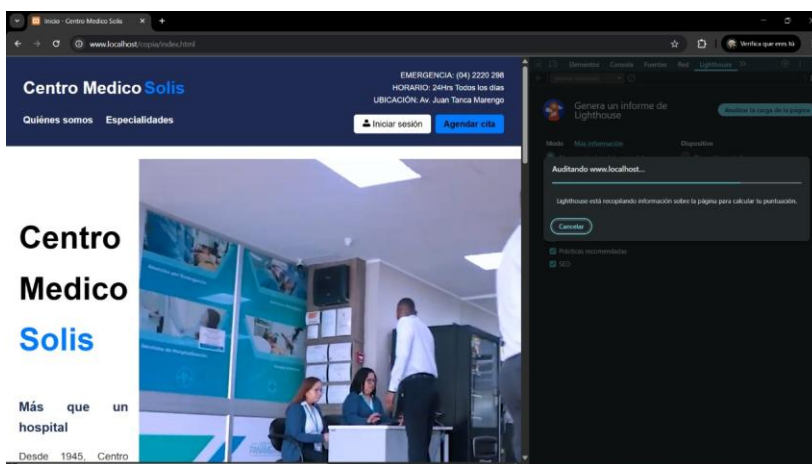 Inicio - Centro Medico Solis
www.localhost/copia/index.html
Verifica que eres tú
Centro Medico Solis
EMERGENCIA: (04) 2220 298
HORARIO: 24Hrs Todos los días
UBICACIÓN: Av. Juan Tanca Marengo
Quiénes somos Especialidades
Iniciar sesión
Agendar cita
Centro
Medico
Solis
Más que un
hospital
Desde 1945, Centro
Elementos Consola Fuentes Red Lighthouse
Genera un informe de
Lighthouse
Analizar la carga de la página
Modo Más información Dispositivo
Auditando www.localhost...
Lighthouse está recopilando información sobre la página para calcular tu puntuación.
Cancelar
Prácticas recomendadas
SEO